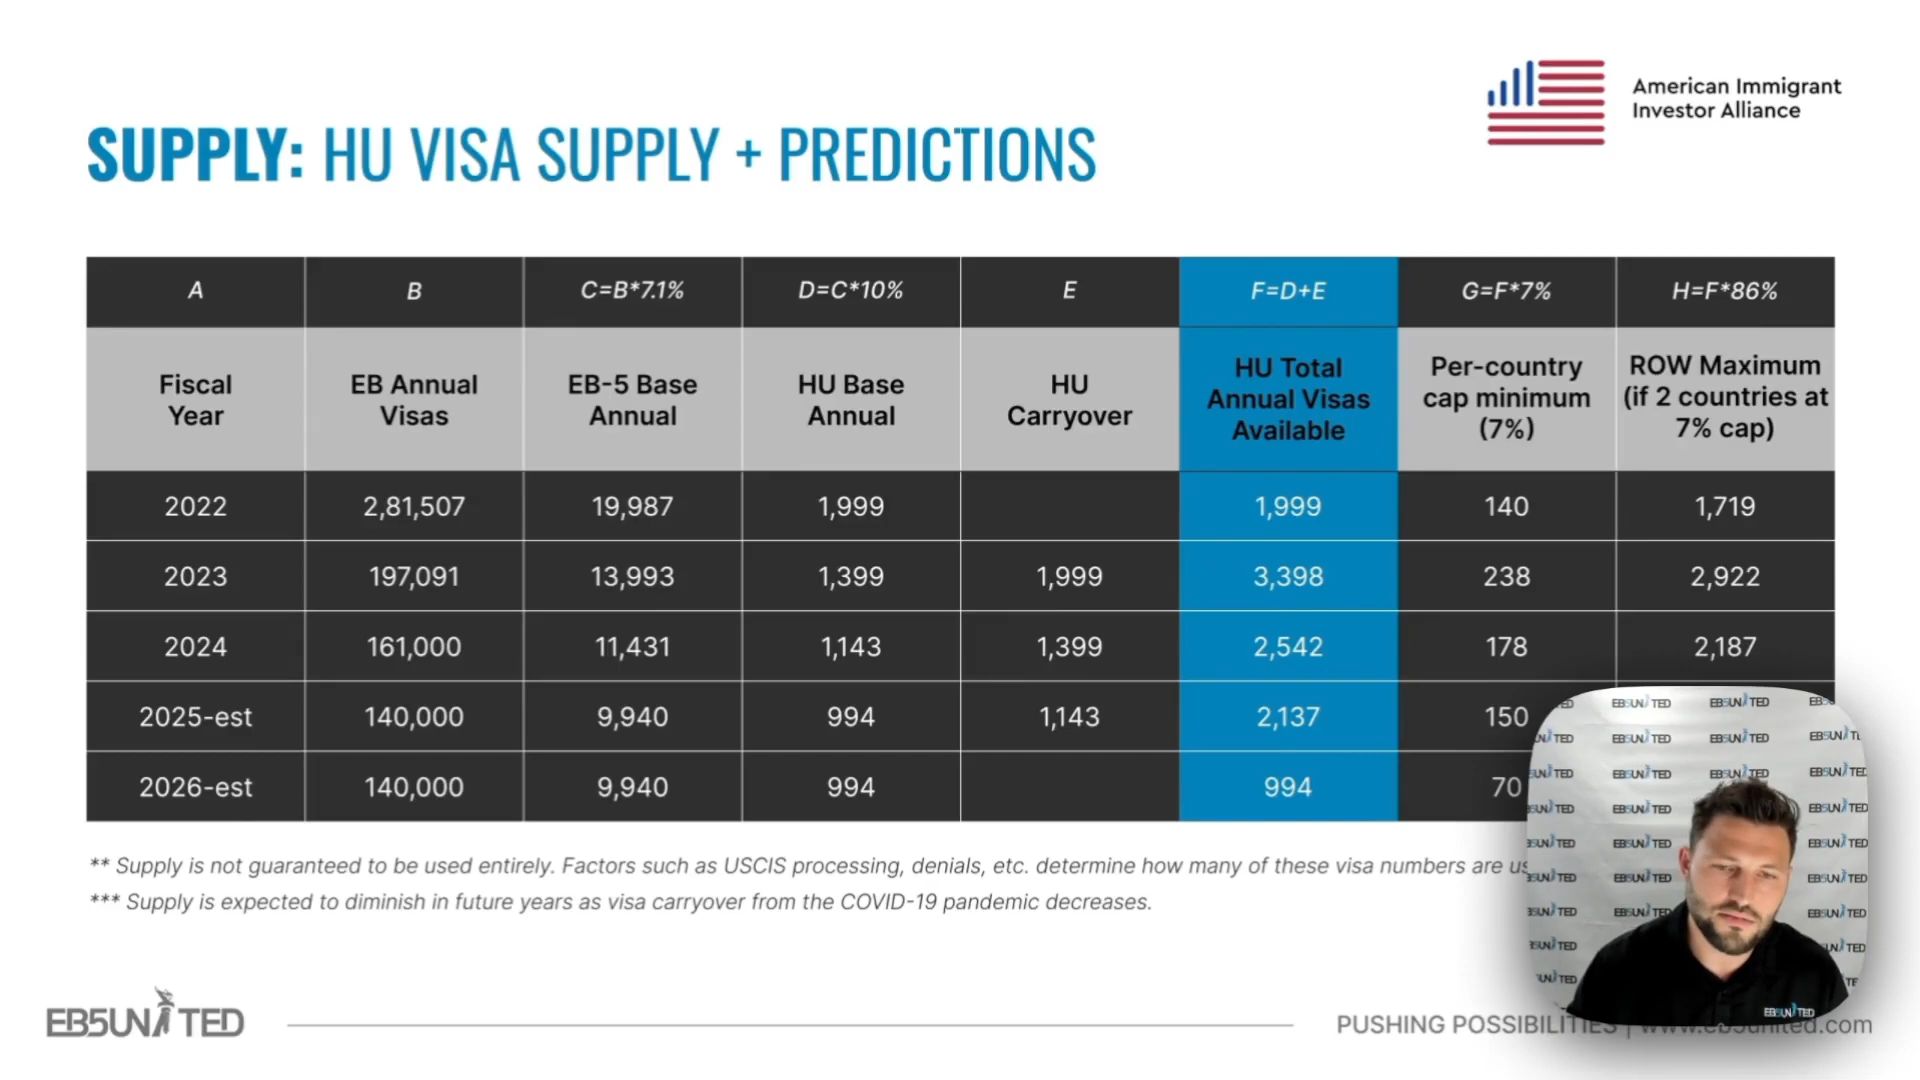 American Immigrant
Investor Alliance
SUPPLY: HU VISA SUPPLY + PREDICTIONS
A B C=B*7.1% D=C*10% E F=D+E G=F*7% H=F*86%
Fiscal Year EB Annual Visas EB-5 Base Annual HU Base Annual HU Carryover HU Total Annual Visas Available Per-country cap minimum (7%) ROW Maximum (if 2 countries at 7% cap)
2022 2,81,507 19,987 1,999 1,999 140 1,719
2023 197,091 13,993 1,399 1,999 3,398 238 2,922
2024 161,000 11,431 1,143 1,399 2,542 178 2,187
2025-est 140,000 9,940 994 1,143 2,137 150
2026-est 140,000 9,940 994 994 70
** Supply is not guaranteed to be used entirely. Factors such as USCIS processing, denials, etc. determine how many of these visa numbers are
*** Supply is expected to diminish in future years as visa carryover from the COVID-19 pandemic decreases.
EB5UNITED
PUSHING POSSIBILITIES | www.eb5united.com